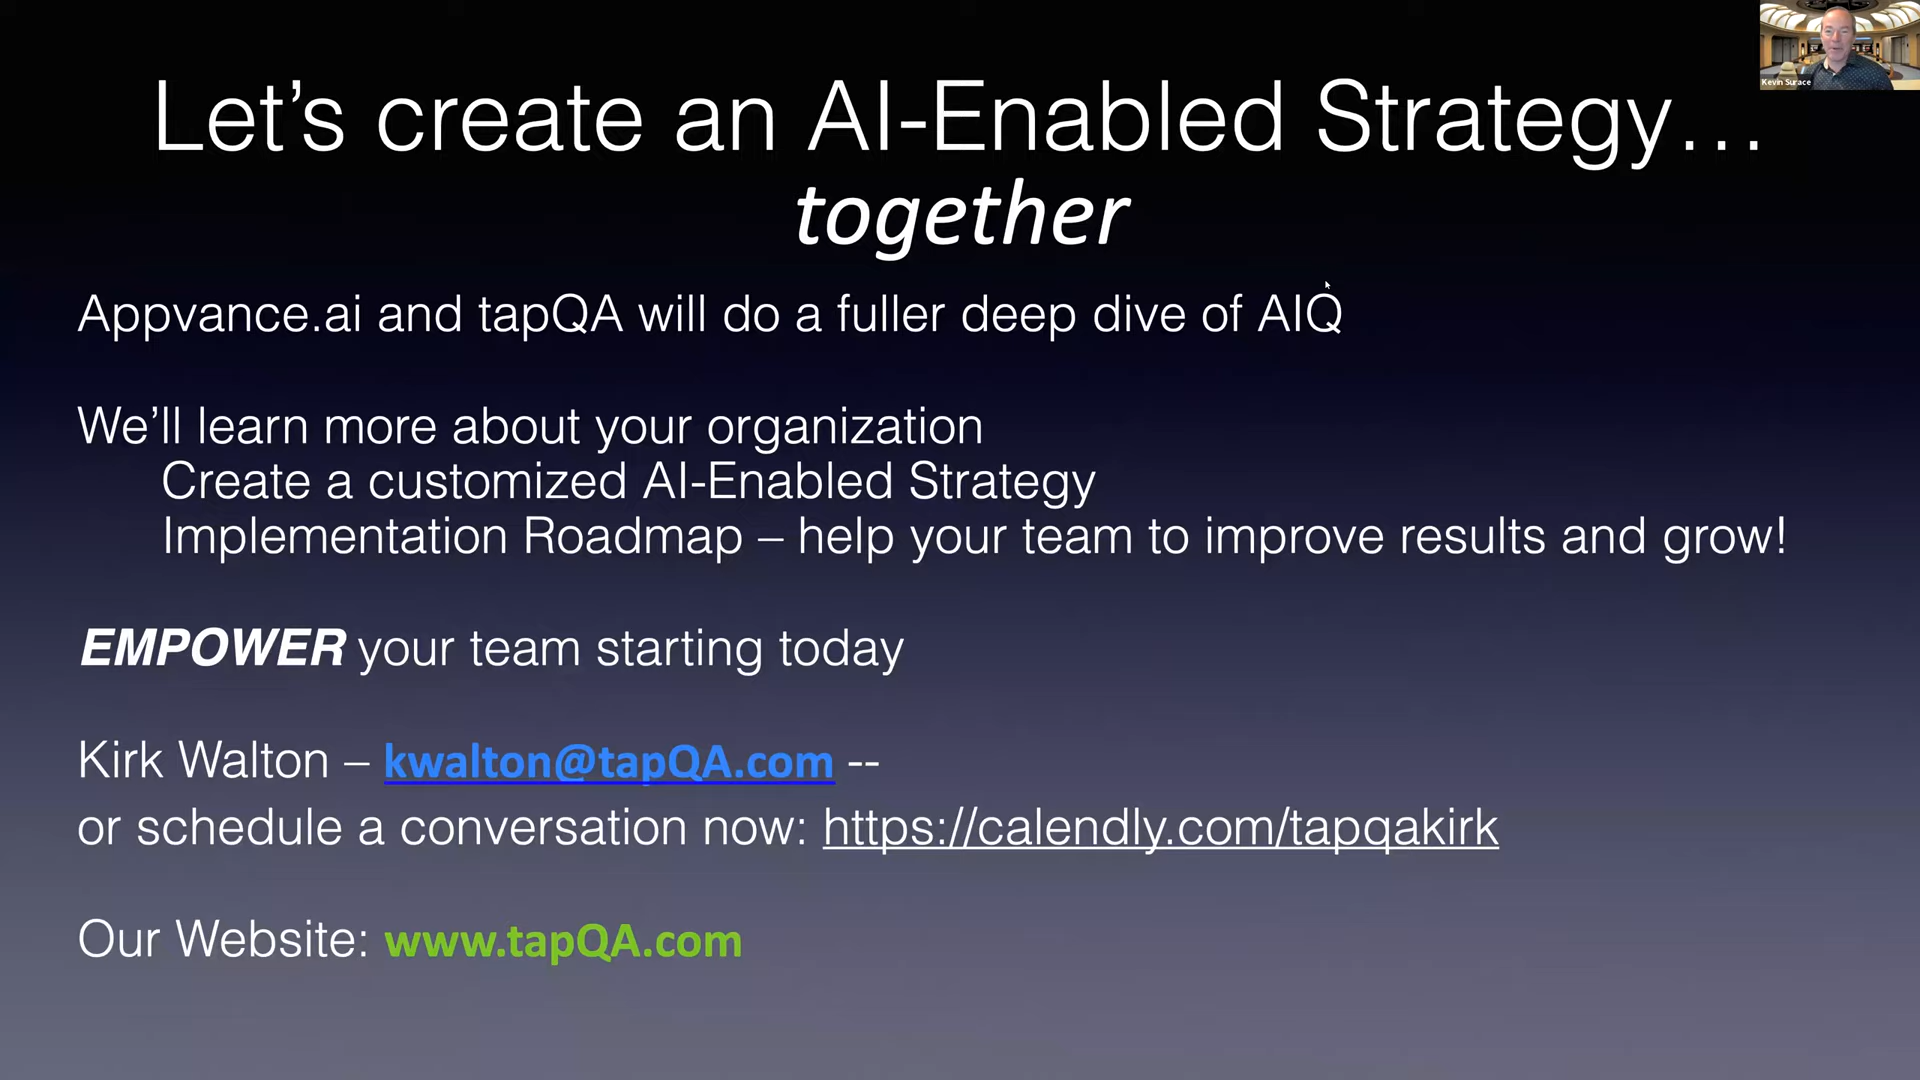 Let’s create an AI-Enabled Strategy…
together
Kevin Surace
Appvance.ai and tapQA will do a fuller deep dive of AIQ
We’ll learn more about your organization
Create a customized AI-Enabled Strategy
Implementation Roadmap – help your team to improve results and grow!
EMPOWER your team starting today
Kirk Walton – kwalton@tapQA.com --
or schedule a conversation now: https://calendly.com/tapqakirk
Our Website: www.tapQA.com